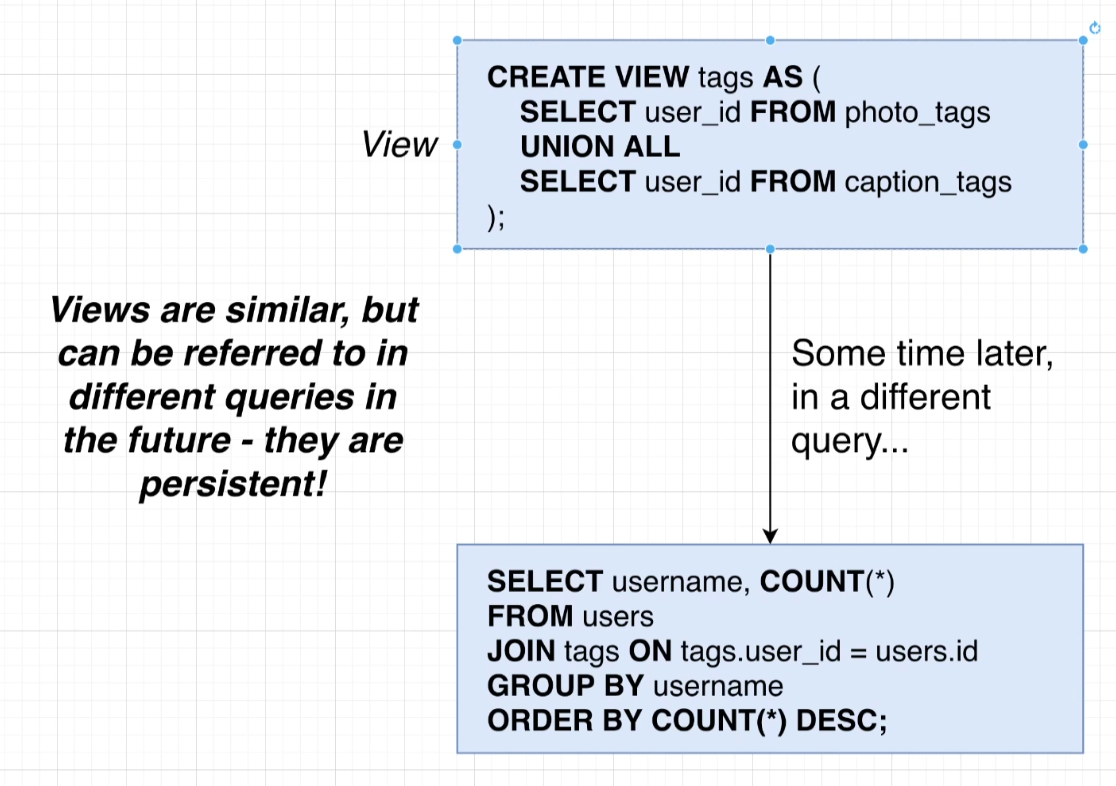 CREATE VIEW tags AS (
SELECT user_id FROM photo_tags
UNION ALL
SELECT user_id FROM caption_tags
);
View
Views are similar, but
can be referred to in
different queries in
the future - they are
persistent!
Some time later,
in a different
query...
SELECT username, COUNT(*)
FROM users
JOIN tags ON tags.user_id = users.id
GROUP BY username
ORDER BY COUNT(*) DESC;